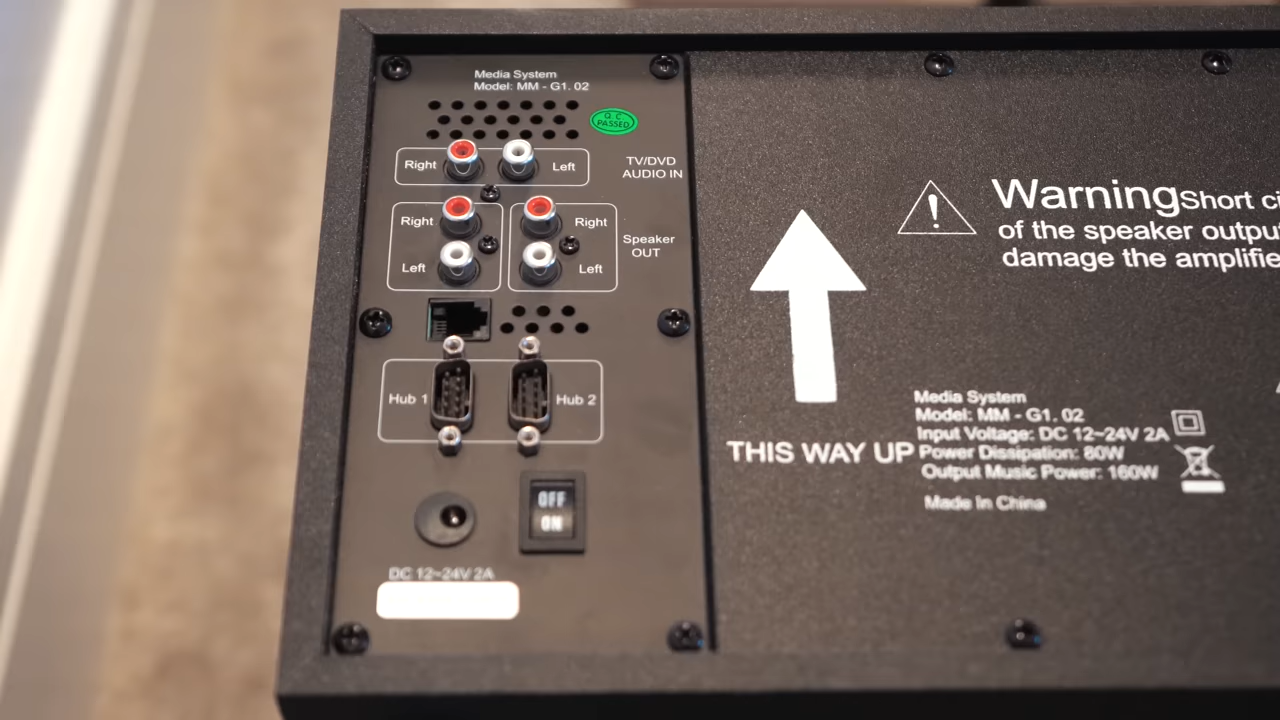 Media System
Model: MM - G1. 02
Q.C
PASSED
Right
Left
TV/DVD
AUDIO IN
Right
Left
Right
Left
Speaker
OUT
Hub 1
Hub 2
OFF
ON
DC 12~24V 2A
THIS WAY UP
Warning Short
of the speaker
damage the
Media System
Model: MM - G1. 02
Input Voltage: DC 12~24V 2A
Power Dissipation: 80W
Output Music Power: 160W
Made In China